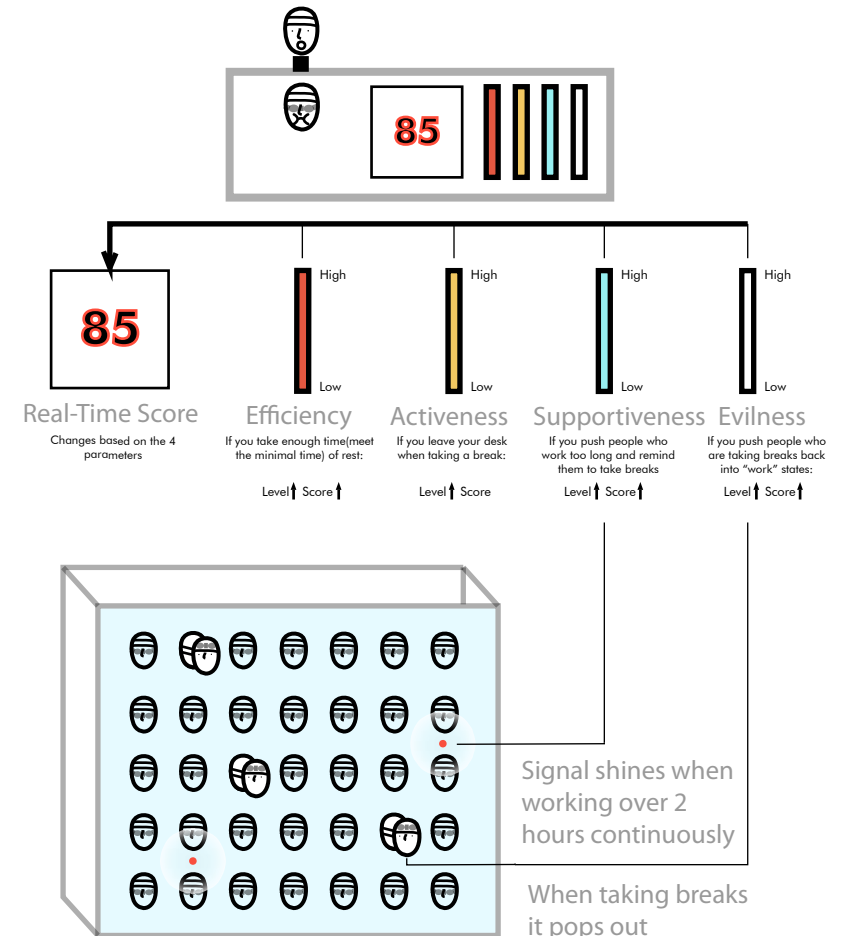 85
85
High
Low
High
Low
High
Low
High
Low
Real-Time Score
Changes based on the 4
parameters
Efficiency
If you take enough time(meet
the minimal time) of rest:
Level Score
Activeness
If you leave your desk
when taking a break:
Level Score
Supportiveness
If you push people who
work too long and remind
them to take breaks
Level Score
Evilness
If you push people who
are taking breaks back
into “work” states:
Level Score
Signal shines when
working over 2
hours continuously
When taking breaks
it pops out